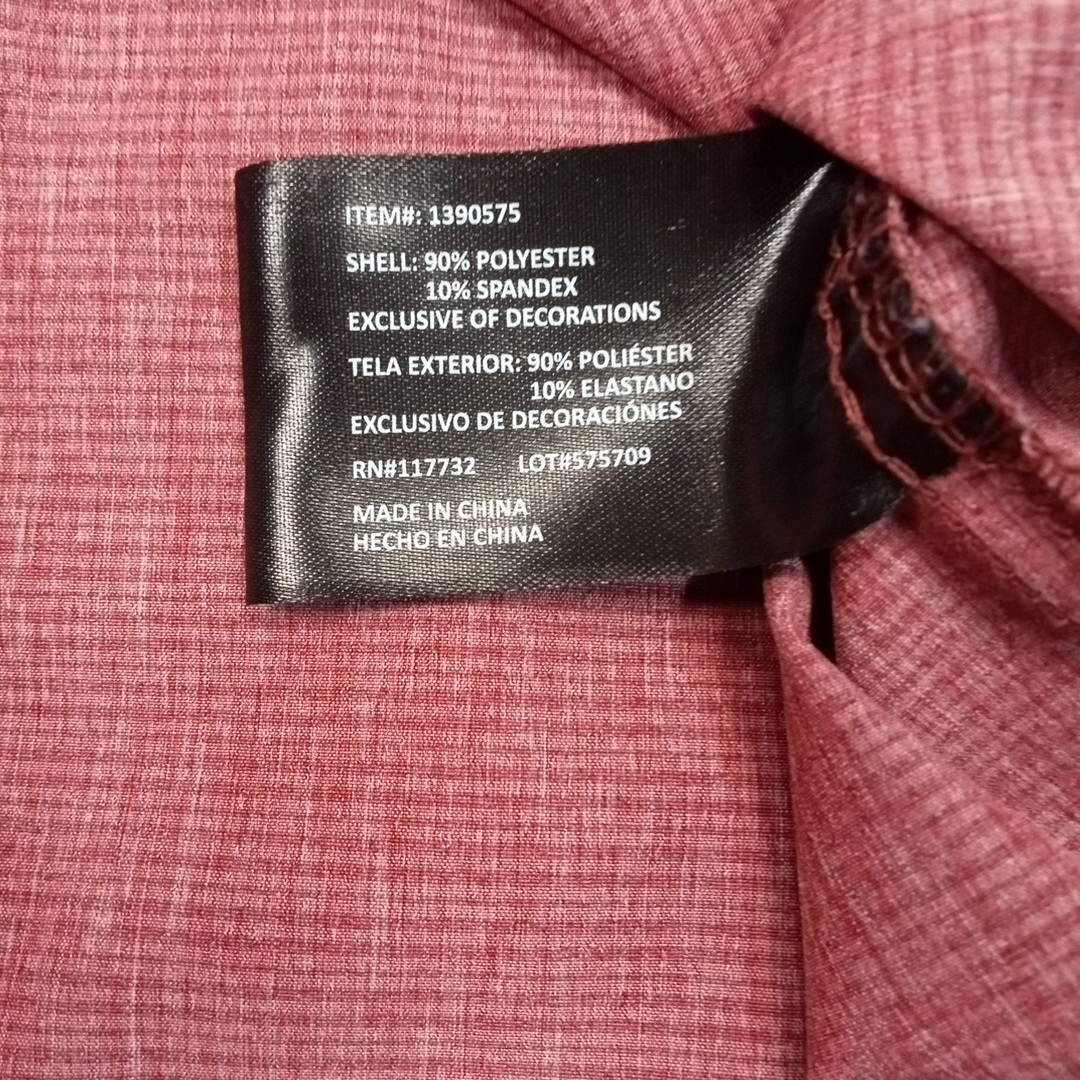 ITEM#: 1390575
SHELL: 90% POLYESTER
10% SPANDEX
EXCLUSIVE OF DECORATIONS
TELA EXTERIOR: 90% POLIÉSTER
10% ELASTANO
EXCLUSIVO DE DECORACIÓNES
RN#117732 LOT#575709
MADE IN CHINA
HECHO EN CHINA